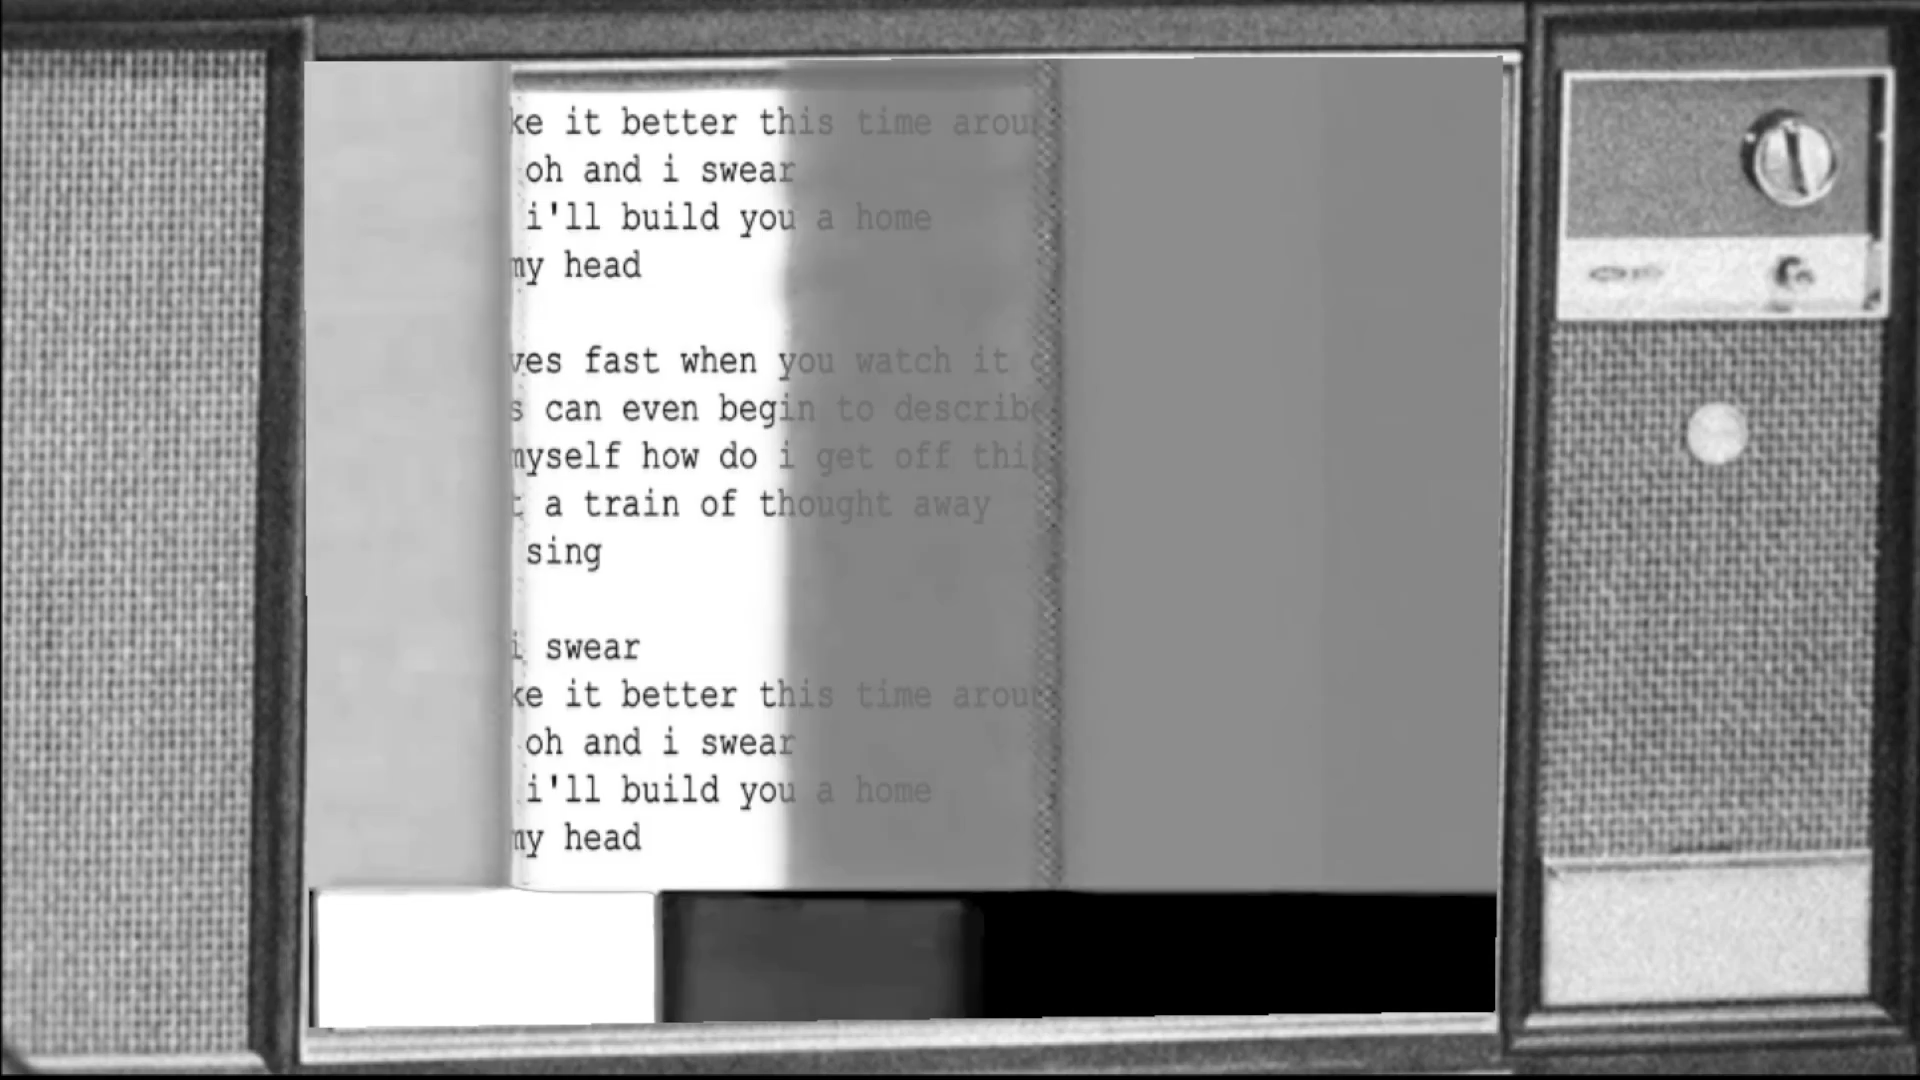 ke it better this time arou
oh and i swear
i'll build you a home
my head
ves fast when you watch it
s can even begin to describe
myself how do i get off thi
t a train of thought away
sing
i swear
ke it better this time arou
oh and i swear
i'll build you a home
my head